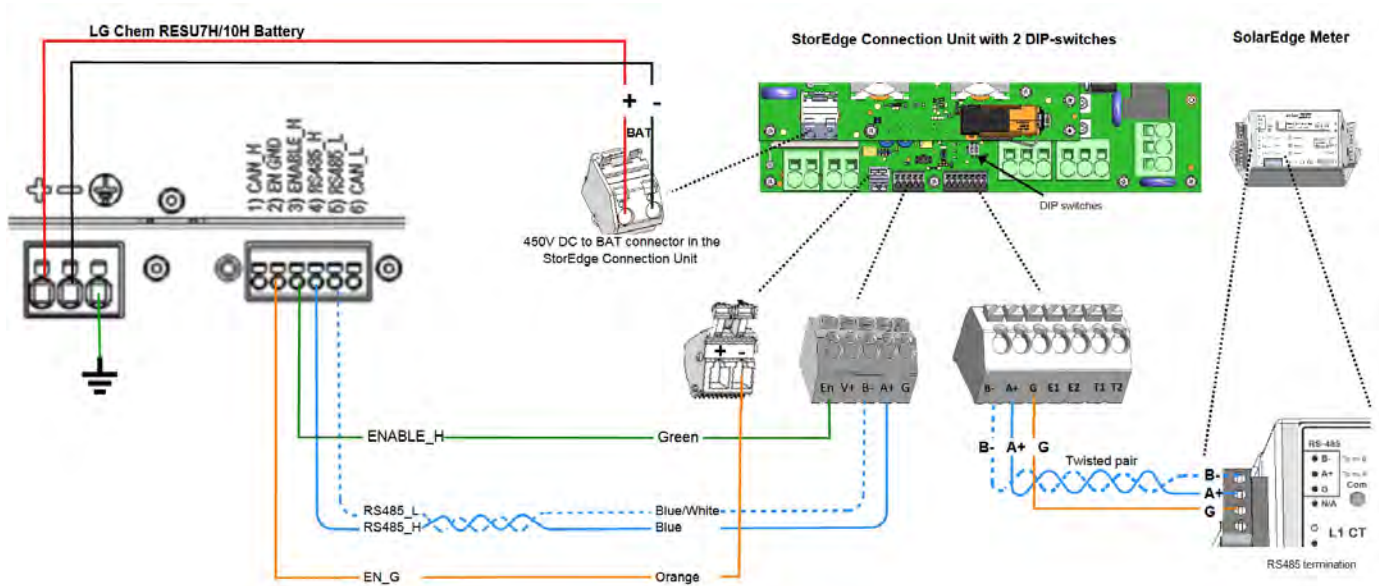 LG Chem RESU7H/10H Battery
StorEdge Connection Unit with 2 DIP-switches
SolarEdge Meter
+ -
BAT
1) CAN_H
2) EN GND
3) ENABLE_H
4) RS485_H
5) RS485_L
6) CAN_L
+ -
DIP switches
450V DC to BAT connector in the
StorEdge Connection Unit
+ -
En V+ B- A+ G
B- A+ G E1 E2 T1 T2
ENABLE_H
Green
B- A+ G
Twisted pair
RS485_L
Blue/White
RS485_H
Blue
EN_G
Orange
B-
A+
G
RS-485
B-
A+
G
N/A
Com
L1 CT
RS485 termination